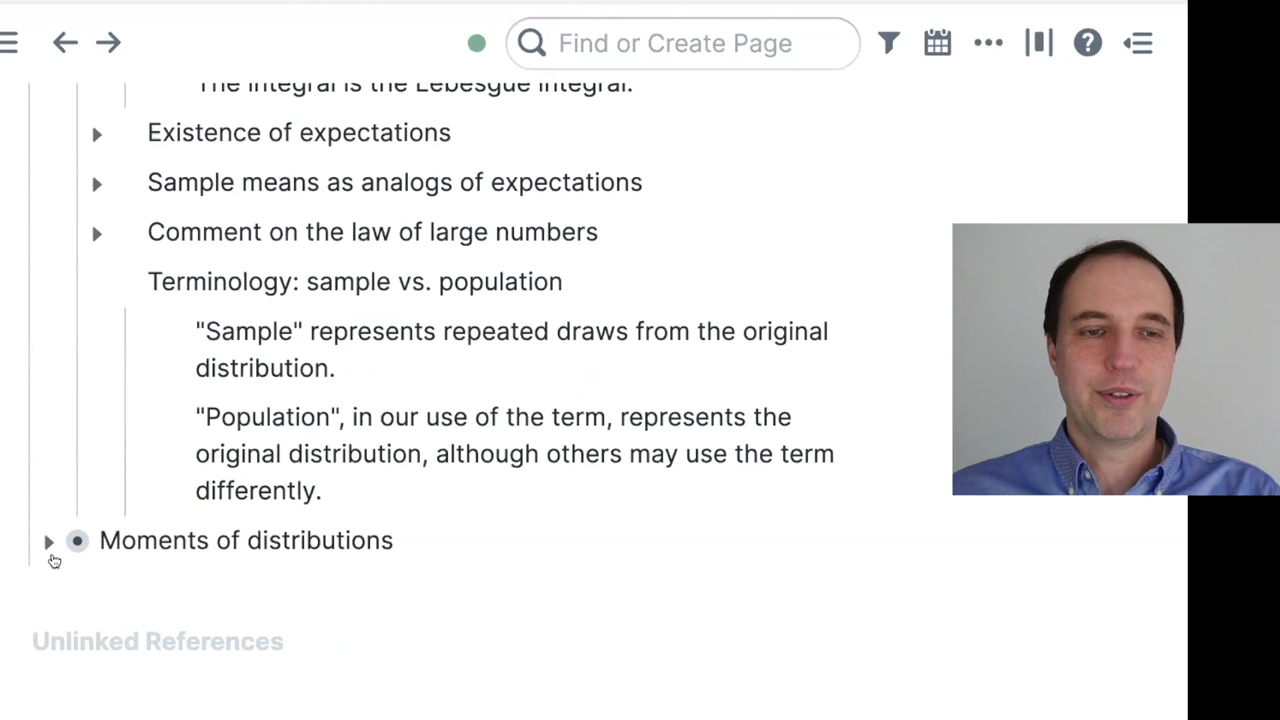 Find or Create Page
The integral is the Lebesgue integral.
Existence of expectations
Sample means as analogs of expectations
Comment on the law of large numbers
Terminology: sample vs. population
"Sample" represents repeated draws from the original
distribution.
"Population", in our use of the term, represents the
original distribution, although others may use the term
differently.
Moments of distributions
Unlinked References